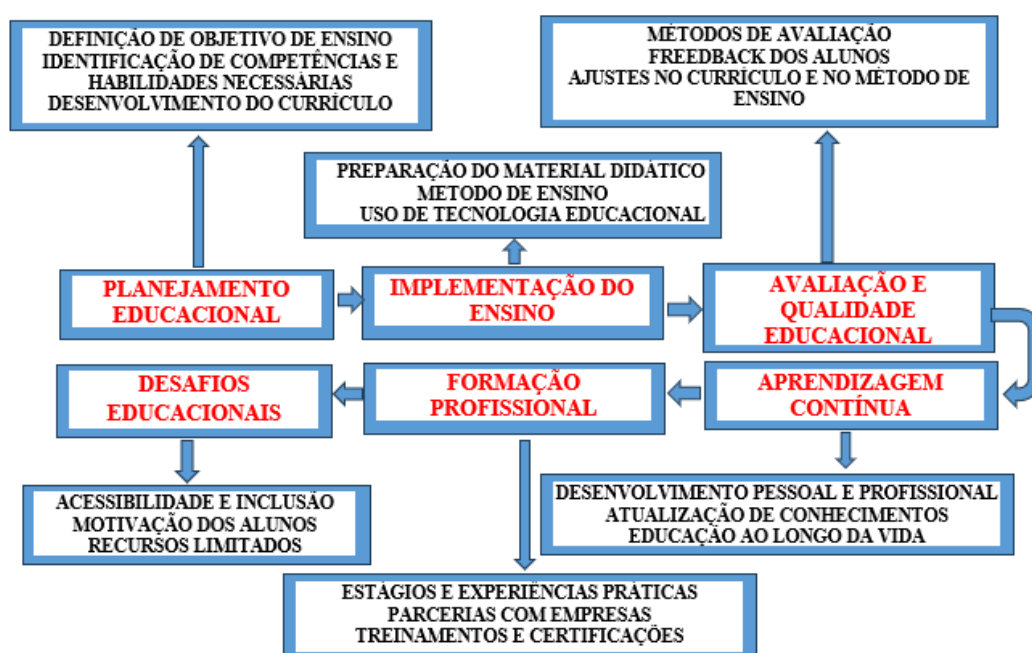 DEFINIÇÃO DE OBJETIVO DE ENSINO
IDENTIFICAÇÃO DE COMPETÊNCIAS E
HABILIDADES NECESSÁRIAS
DESENVOLVIMENTO DO CURRÍCULO
MÉTODOS DE AVALIAÇÃO
FREEDBACK DOS ALUNOS
AJUSTES NO CURRÍCULO E NO MÉTODO DE
ENSINO
PREPARAÇÃO DO MATERIAL DIDÁTICO
METODO DE ENSINO
USO DE TECNOLOGIA EDUCACIONAL
PLANEJAMENTO
EDUCACIONAL
IMPLEMENTAÇÃO DO
ENSINO
AVALIAÇÃO E
QUALIDADE
EDUCACIONAL
DESAFIOS
EDUCACIONAIS
FORMAÇÃO
PROFISSIONAL
APRENDIZAGEM
CONTÍNUA
ACESSIBILIDADE E INCLUSÃO
MOTIVAÇÃO DOS ALUNOS
RECURSOS LIMITADOS
DESENVOLVIMENTO PESSOAL E PROFISSIONAL
ATUALIZAÇÃO DE CONHECIMENTOS
EDUCAÇÃO AO LONGO DA VIDA
ESTÁGIOS E EXPERIÊNCIAS PRÁTICAS
PARCERIAS COM EMPRESAS
TREINAMENTOS E CERTIFICAÇÕES